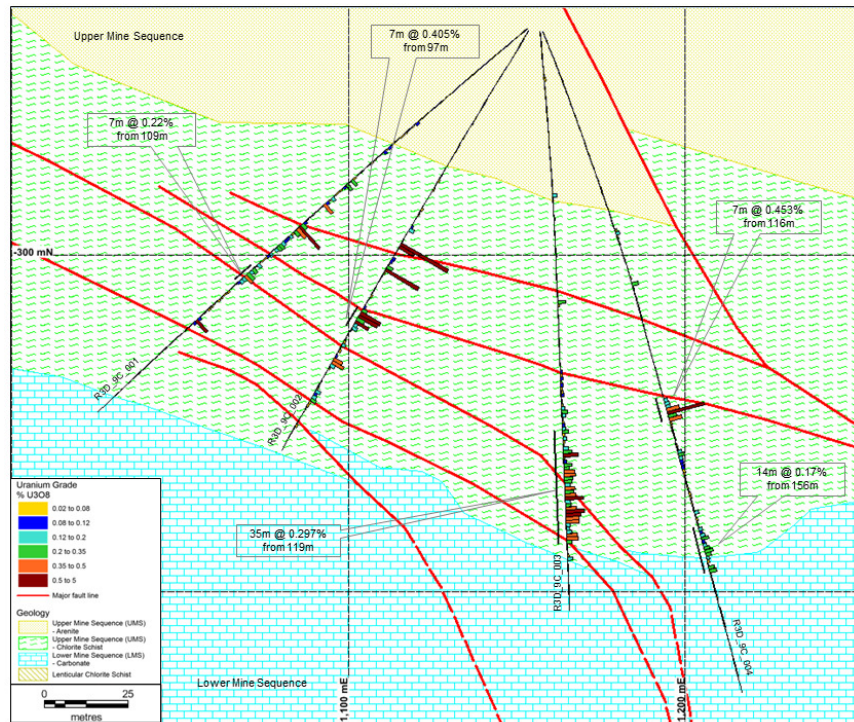 Upper Mine Sequence
7m @ 0.405%
from 97m
7m @ 0.22%
from 109m
7m @ 0.453%
from 116m
-300 mN
R3D_9C_001
R3D_9C_002
14m @ 0.17%
from 156m
35m @ 0.297%
from 119m
R3D_9C_003
R3D_9C_004
Uranium Grade
% U3O8
0.02 to 0.08
0.08 to 0.12
0.12 to 0.2
0.2 to 0.35
0.35 to 0.5
0.5 to 5
Major fault line
Geology
Upper Mine Sequence (UMS)
- Arenite
Upper Mine Sequence (UMS)
- Chlorite Schist
Lower Mine Sequence (LMS)
- Carbonate
Lenticular Chlorite Schist
0 25
metres
Lower Mine Sequence
1,100 mE
1,200 mE